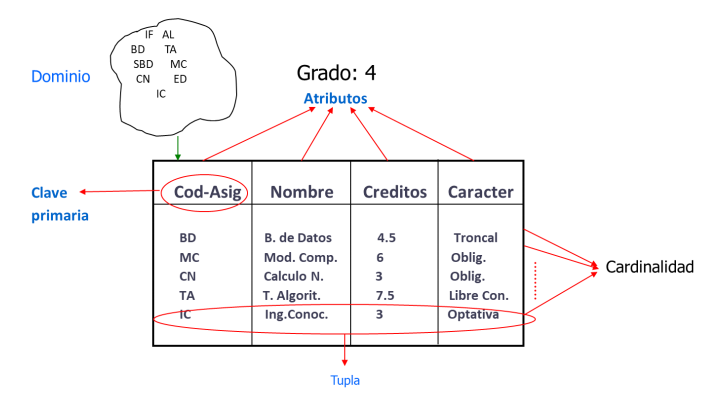 IF AL
BD TA
SBD MC
CN ED
IC
Dominio
Grado: 4
Atributos
Clave
primaria
Cod-Asig Nombre Creditos Caracter
BD B. de Datos 4.5 Troncal
MC Mod. Comp. 6 Oblig.
CN Calculo N. 3 Oblig.
TA T. Algorit. 7.5 Libre Con.
IC Ing.Conoc. 3 Optativa
Cardinalidad
Tupla